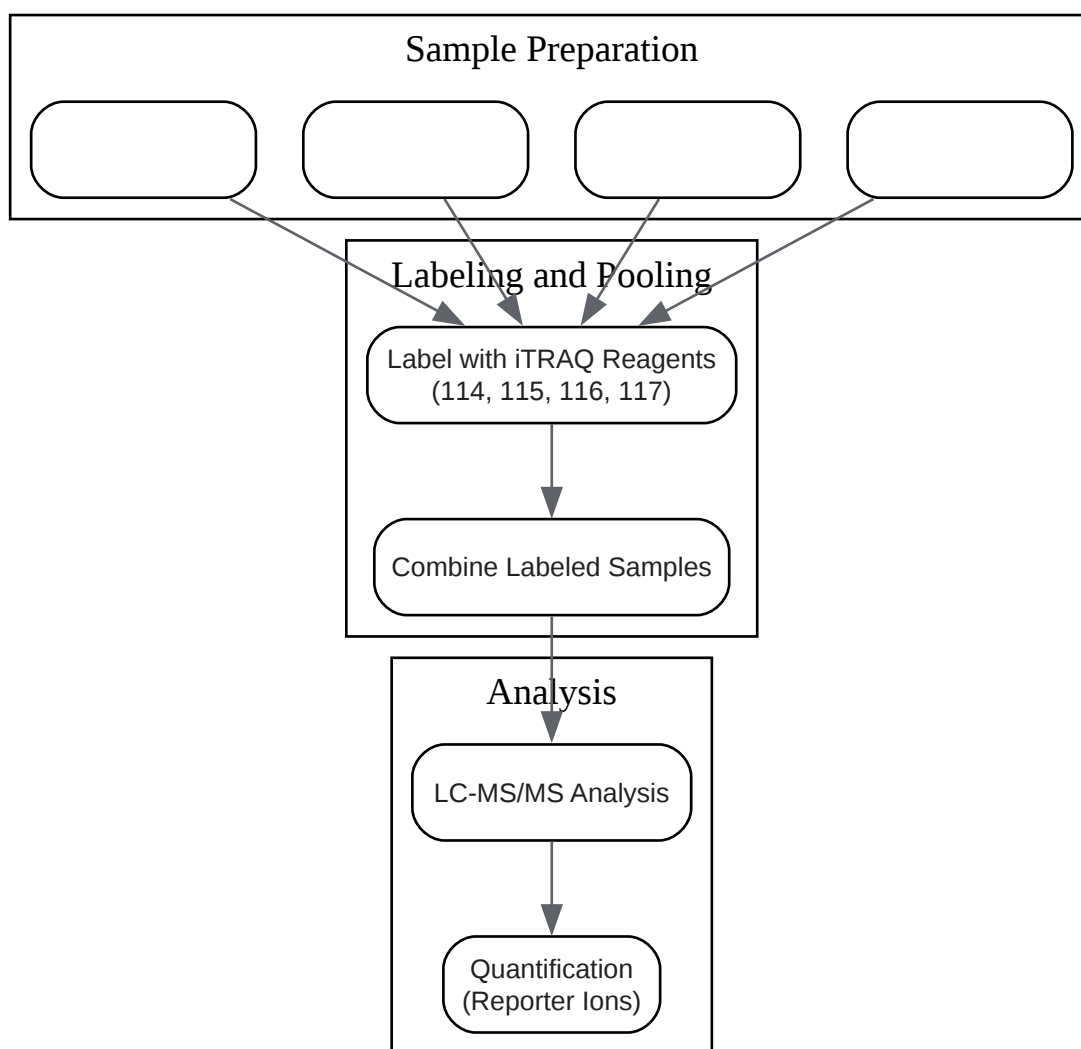 Sample Preparation
Labeling and Pooling
Label with iTRAQ Reagents
(114, 115, 116, 117)
Combine Labeled Samples
Analysis
LC-MS/MS Analysis
Quantification
(Reporter Ions)